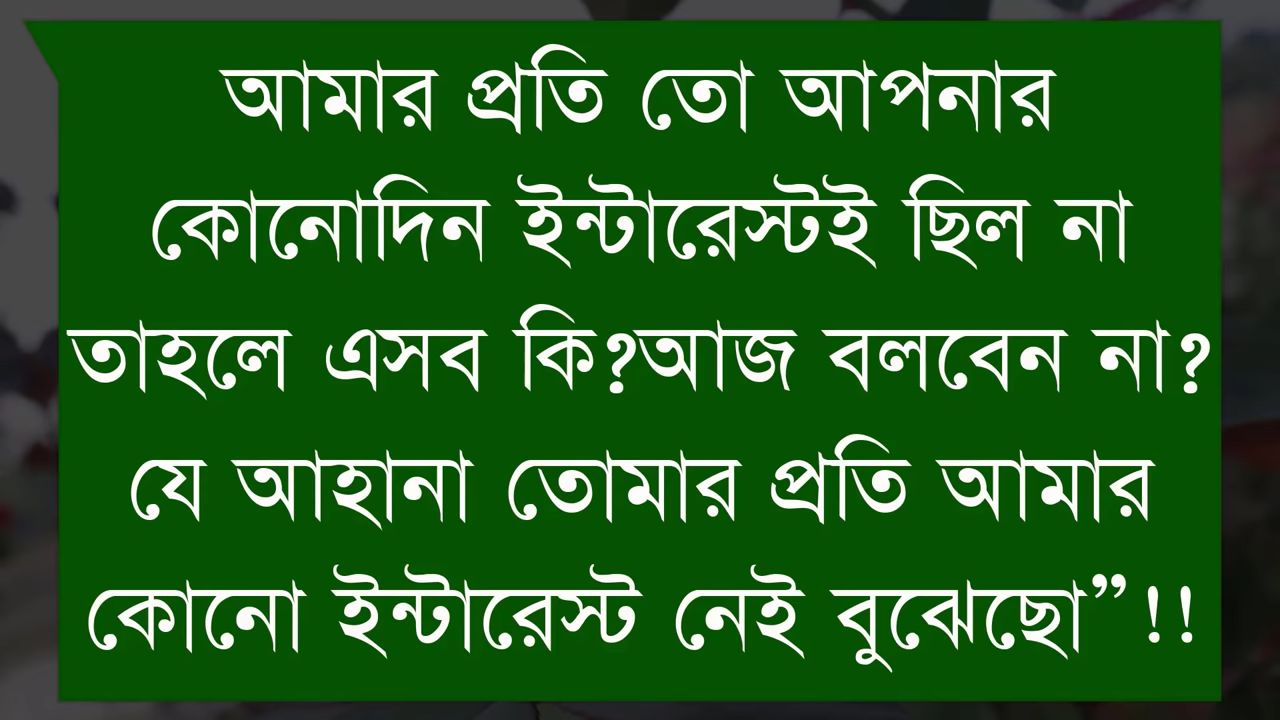 আমার প্রতি তো আপনার
কোনোদিন ইন্টারেস্টই ছিল না
তাহলে এসব কি?আজ বলবেন না?
যে আহানা তোমার প্রতি আমার
কোনো ইন্টারেস্ট নেই বুঝেছো”!!